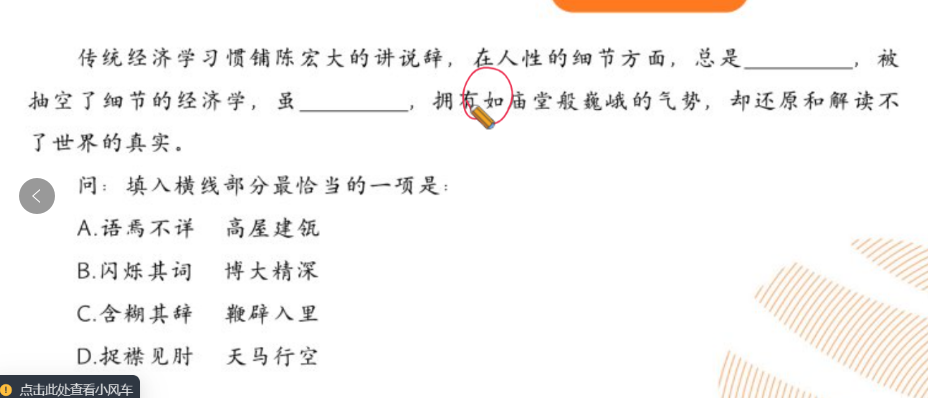 传统经济学习惯铺陈宏大的讲说辞，在人性的细节方面，总是________，被
抽空了细节的经济学，虽________，拥有如庙堂般巍峨的气势，却还原和解读不
了世界的真实。
问：填入横线部分最恰当的一项是：
A.语焉不详 高屋建瓴
B.闪烁其词 博大精深
C.含糊其辞 鞭辟入里
D.捉襟见肘 天马行空
点击此处查看小风车